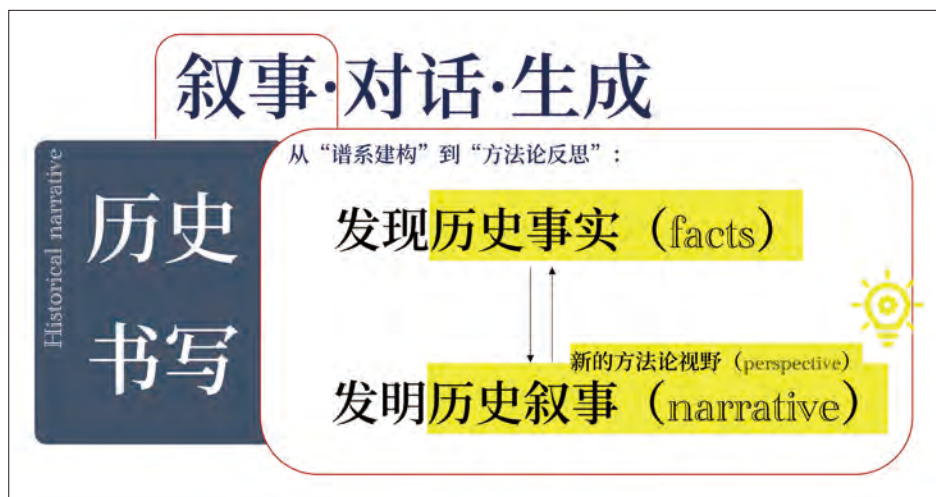 叙事·对话·生成
Historical narrative
历史
书写
从“谱系建构”到“方法论反思”:
发现历史事实（facts）
新的方法论视野（perspective）
发明历史叙事（narrative）